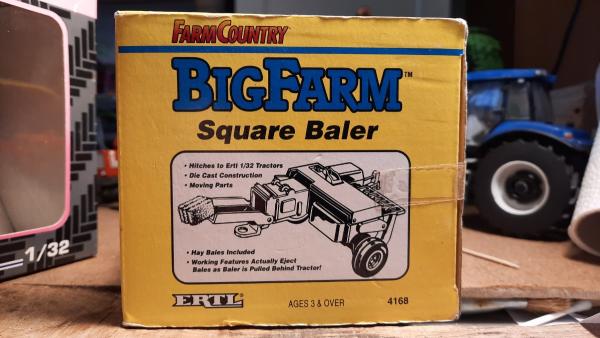 FARMCOUNTRY
BIGFARM™
Square Baler
• Hitches to Ertl 1/32 Tractors
• Die Cast Construction
• Moving Parts
• Hay Bales Included
• Working Features Actually Eject
Bales as Baler is Pulled Behind Tractor!
ERTL®
AGES 3 & OVER
4168
1/32